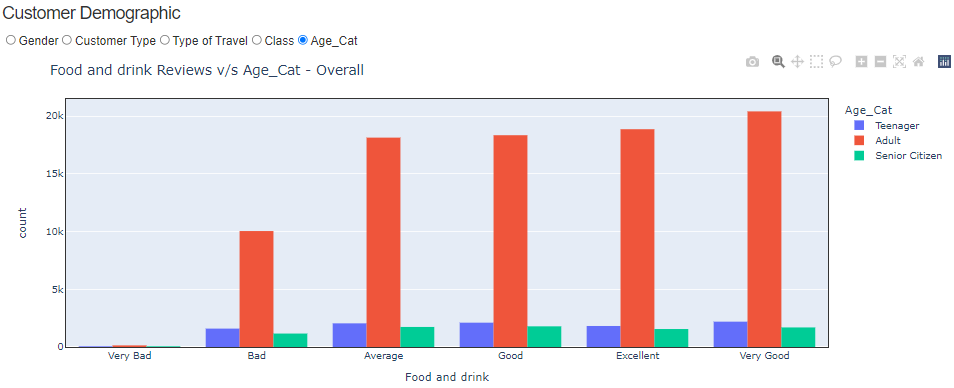 Customer Demographic
Gender Customer Type Type of Travel Class Age_Cat
Food and drink Reviews v/s Age_Cat - Overall
Age_Cat
Teenager
Adult
Senior Citizen
20k
15k
10k
5k
0
count
Very Bad Bad Average Good Excellent Very Good
Food and drink